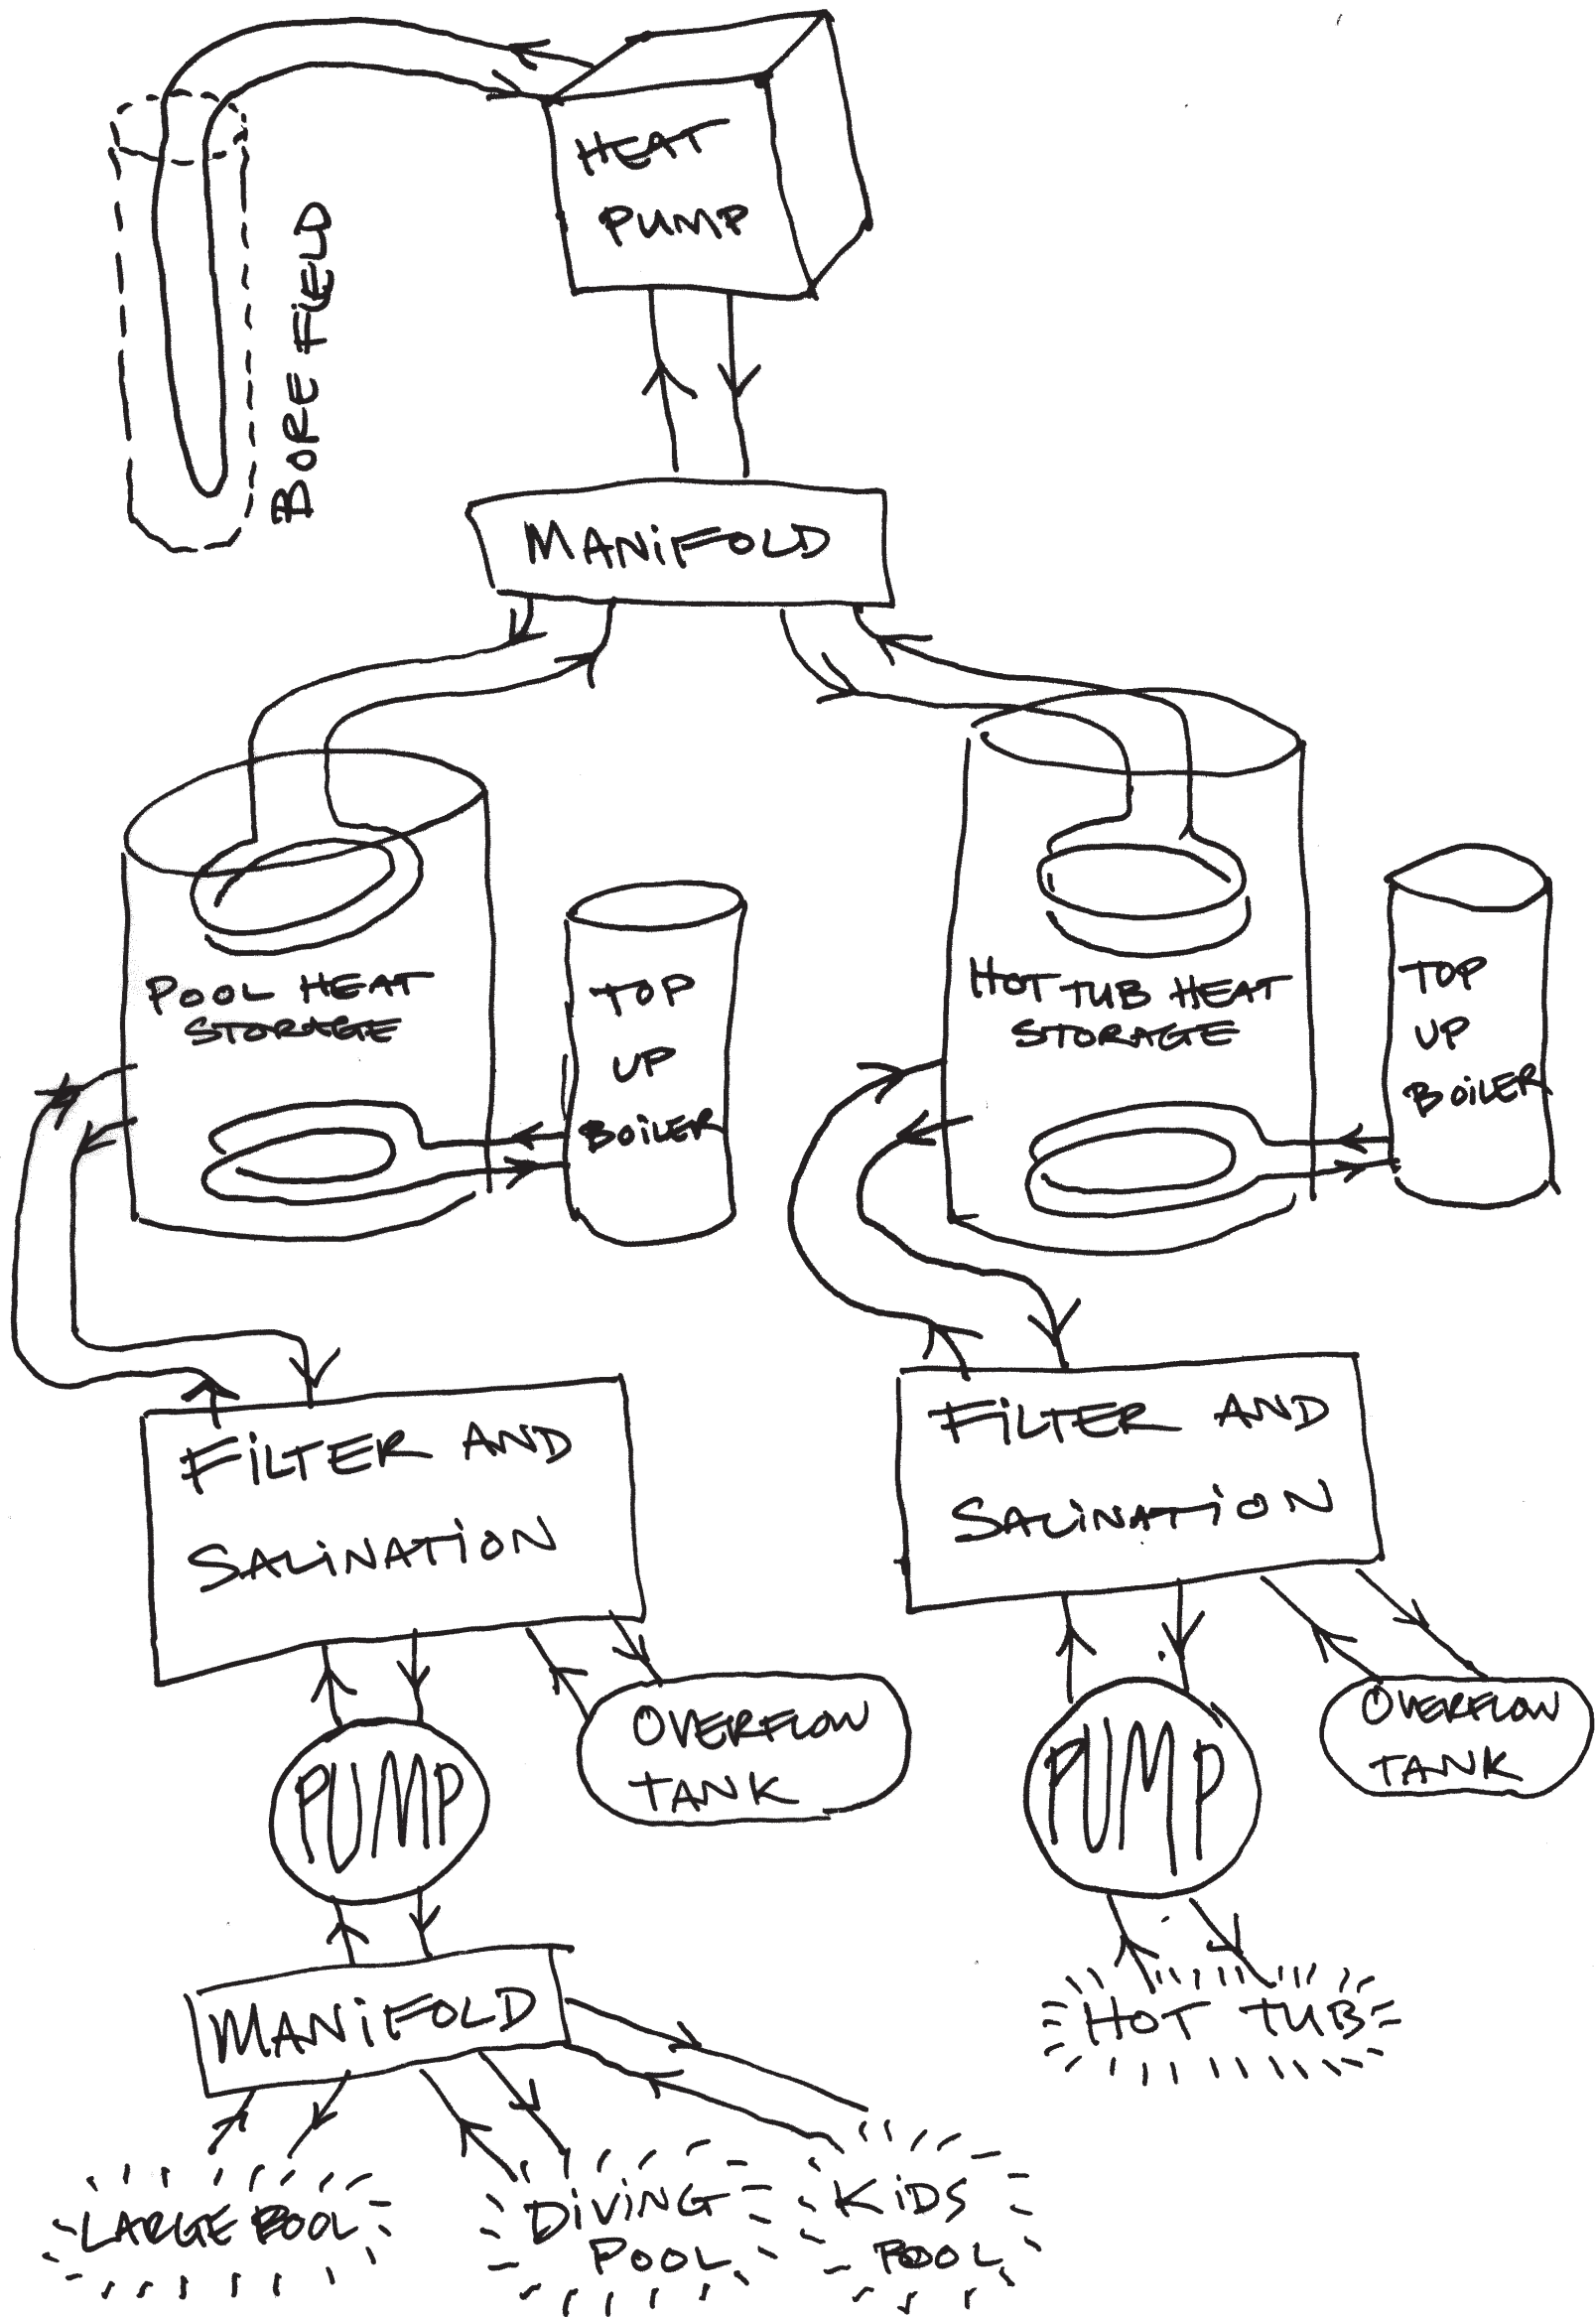 HEAT
PUMP
BORE FiELD
MANiFOLD
POOL HEAT
STORAGE
TOP
UP
BOiLER
HOT TUB HEAT
STORAGE
TOP
UP
BOiLER
FiLTER AND
SALiNATiON
FiLTER AND
SALiNATiON
PUMP
OVERFLOW
TANK
PUMP
OVERFLOW
TANK
MANiFOLD
HOT TUB
LARGE POOL
DiViNG
POOL
KiDS
POOL